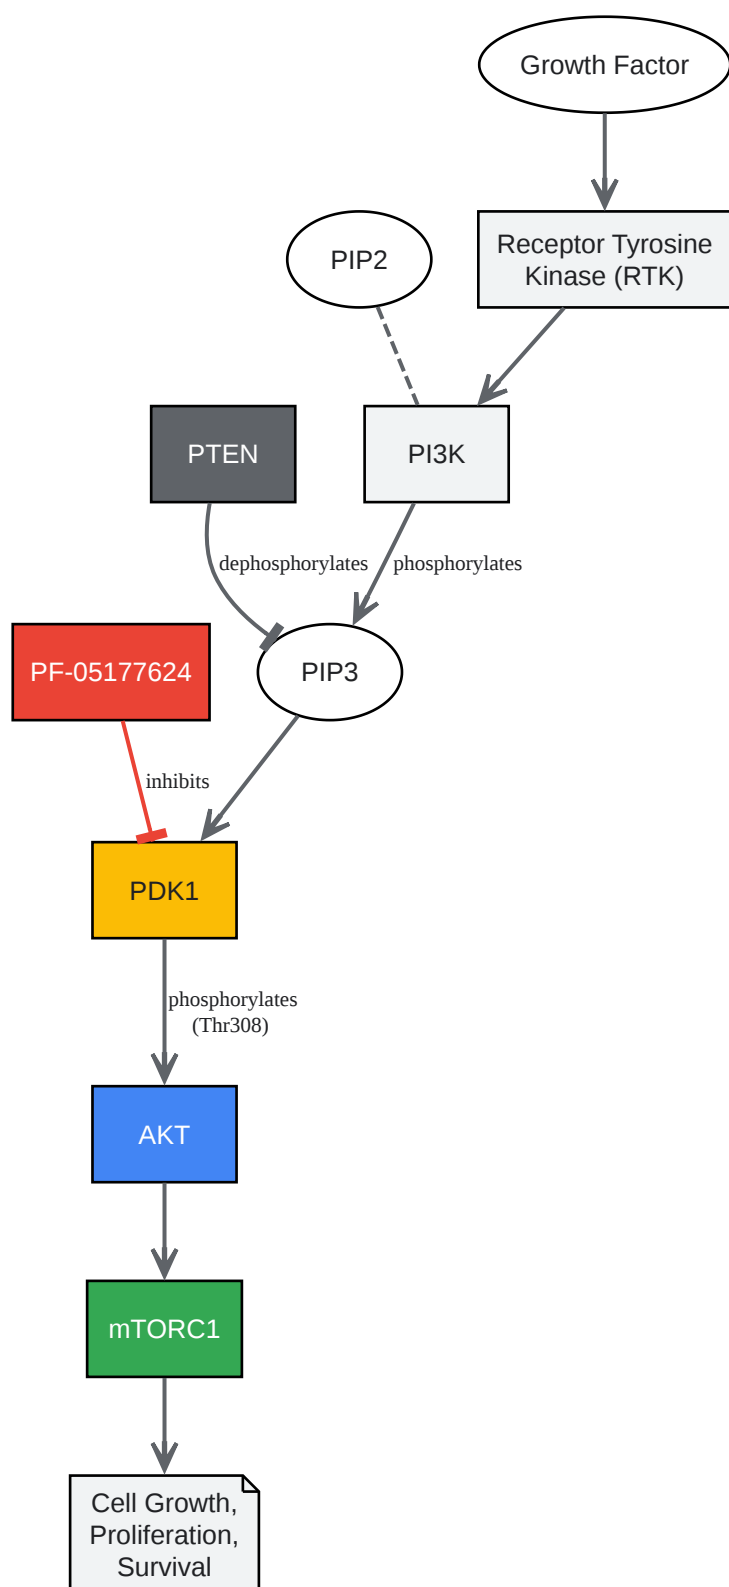 Growth Factor
Receptor Tyrosine
Kinase (RTK)
PIP2
PTEN
PI3K
dephosphorylates
phosphorylates
PF-05177624
PIP3
inhibits
PDK1
phosphorylates
(Thr308)
AKT
mTORC1
Cell Growth,
Proliferation,
Survival